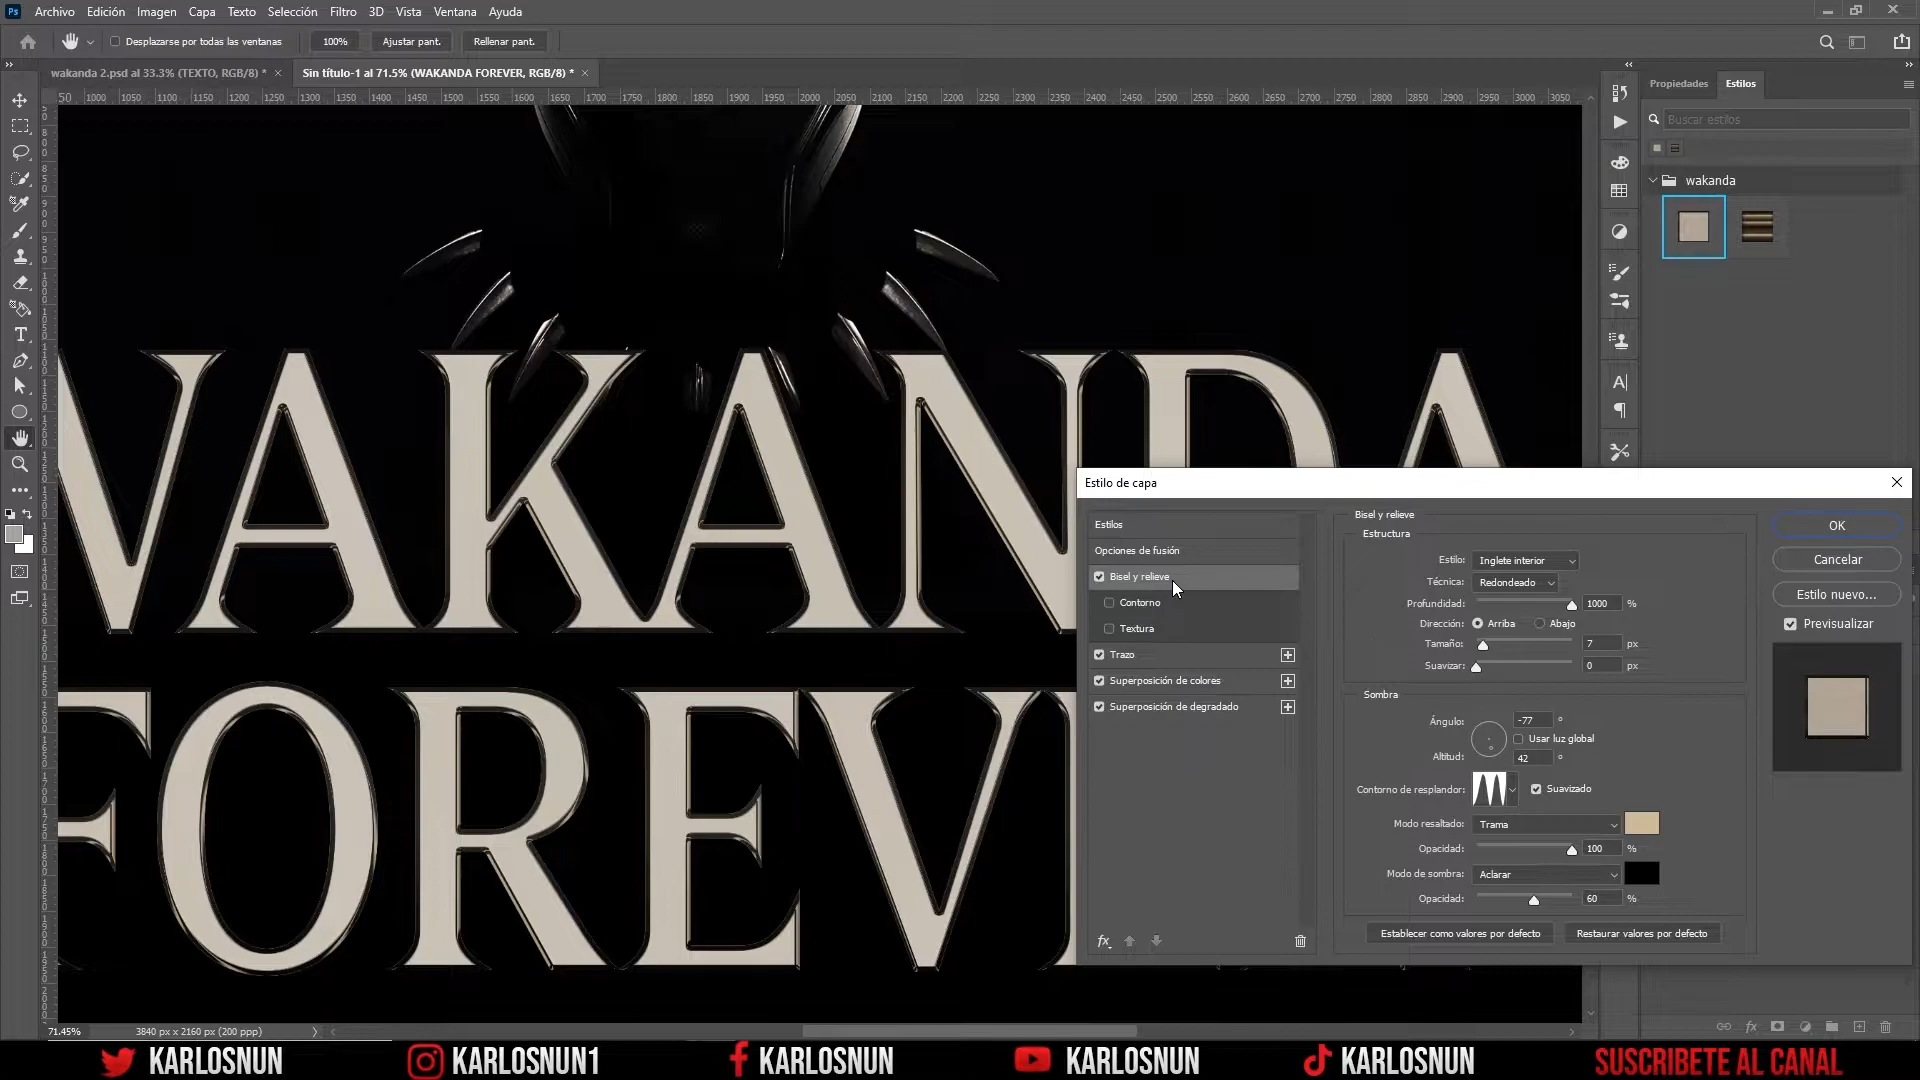 Ps Archivo Edición Imagen Capa Texto Selección Filtro 3D Vista Ventana Ayuda
Desplazarse por todas las ventanas 100% Ajustar pant. Rellenar pant.
wakanda 2.psd al 33.3% (TEXTO, RGB/8) * × Sin título-1 al 71.5% (WAKANDA FOREVER, RGB/8) * ×
50 1000 1050 1100 1150 1200 1250 1300 1350 1400 1450 1500 1550 1600 1650 1700 1750 1800 1850 1900 1950 2000 2050 2100 2150 2200 2250 2300 2350 2400 2450 2500 2550 2600 2650 2700 2750 2800 2850 2900 2950 3000 3050
Propiedades Estilos
Buscar estilos
wakanda
WAKANDA
FOREVE
Estilo de capa
Estilos
Opciones de fusión
Bisel y relieve
Contorno
Textura
Trazo
Superposición de colores
Superposición de degradado
fx
Bisel y relieve
Estructura
Estilo: Inglete interior
Técnica: Redondeado
Profundidad: 1000 %
Dirección: Arriba Abajo
Tamaño: 7 px
Suavizar: 0 px
Sombra
Ángulo: -77 °
Usar luz global
Altitud: 42 °
Contorno de resplandor: Suavizado
Modo resaltado: Trama
Opacidad: 100 %
Modo de sombra: Aclarar
Opacidad: 60 %
Establecer como valores por defecto Restaurar valores por defecto
OK
Cancelar
Estilo nuevo...
Previsualizar
71.45% 3840 px x 2160 px (200 ppp)
fx
KARLOSNUN KARLOSNUN1 KARLOSNUN KARLOSNUN KARLOSNUN SUSCRIBETE AL CANAL